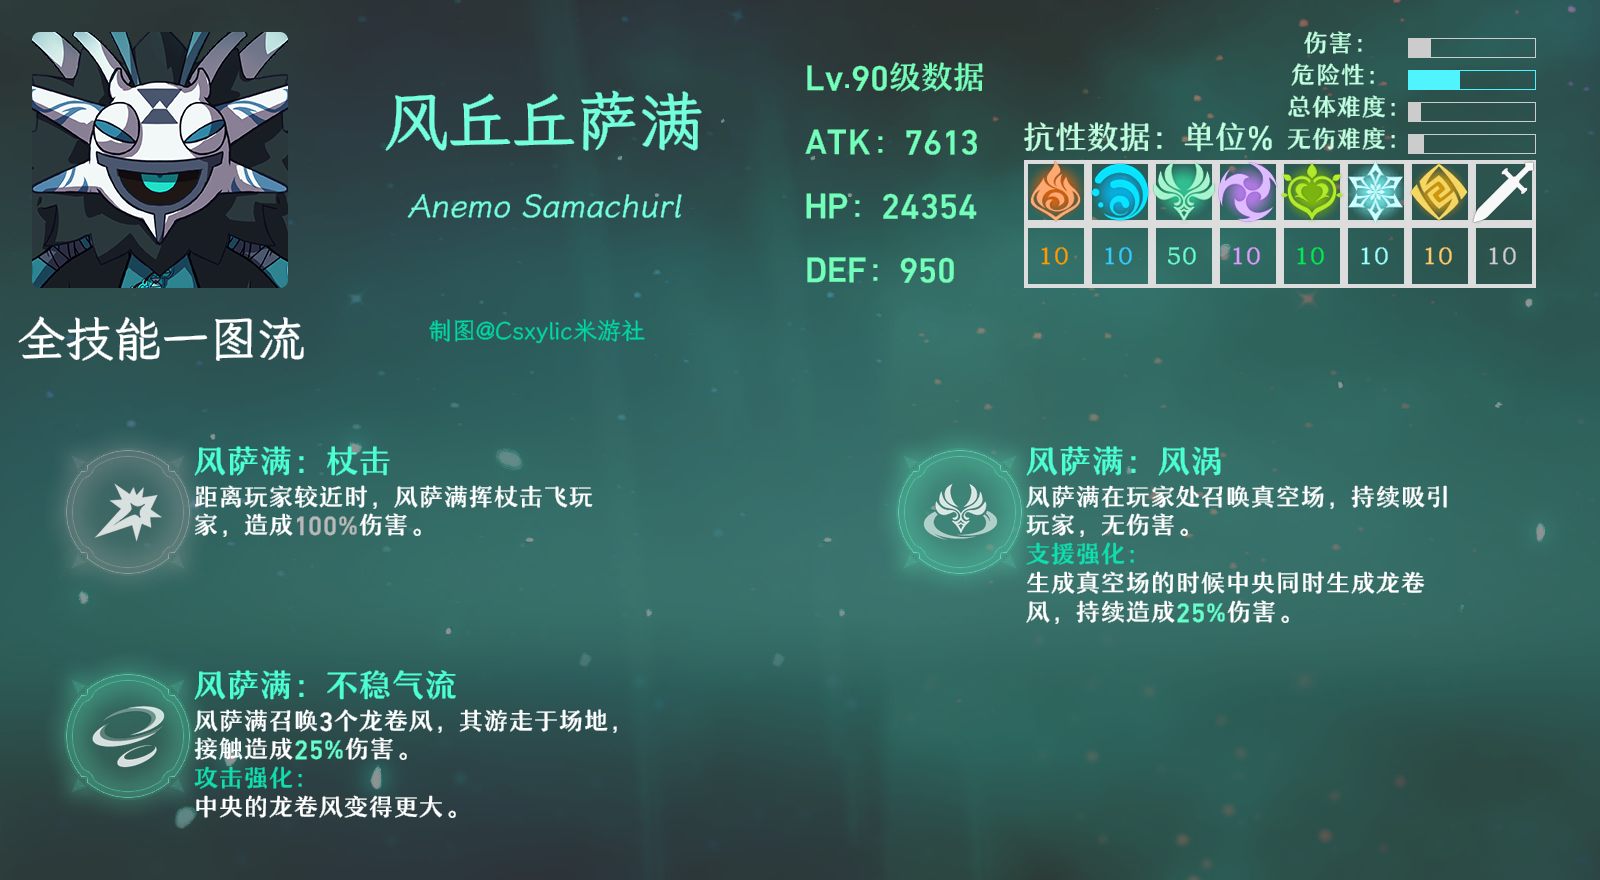 风丘丘萨满
Anemo Samachurl
全技能一图流
制图@Csxylic米游社
Lv.90级数据
ATK：7613
HP：24354
DEF：950
伤害：
危险性：
总体难度：
无伤难度：
抗性数据：单位%
10 10 50 10 10 10 10 10
风萨满：杖击
距离玩家较近时，风萨满挥杖击飞玩
家，造成100%伤害。
风萨满：风涡
风萨满在玩家处召唤真空场，持续吸引
玩家，无伤害。
支援强化：
生成真空场的时候中央同时生成龙卷
风，持续造成25%伤害。
风萨满：不稳气流
风萨满召唤3个龙卷风，其游走于场地，
接触造成25%伤害。
攻击强化：
中央的龙卷风变得更大。